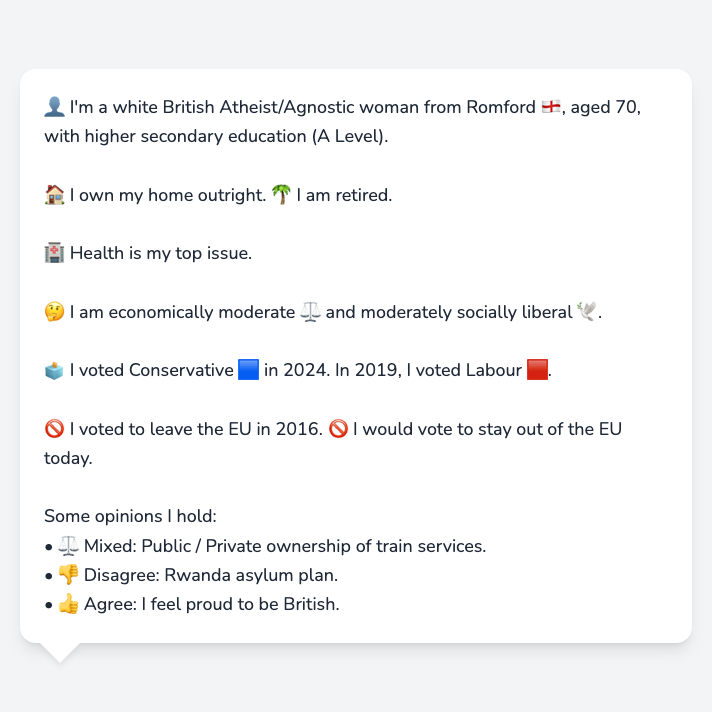 👤 I'm a white British Atheist/Agnostic woman from Romford 🏴󠁧󠁢󠁥󠁮󠁧󠁿, aged 70,
with higher secondary education (A Level).
🏠 I own my home outright. 🌴 I am retired.
🏥 Health is my top issue.
🤔 I am economically moderate ⚖️ and moderately socially liberal 🕊️.
🗳️ I voted Conservative 🟦 in 2024. In 2019, I voted Labour 🟥.
🚫 I voted to leave the EU in 2016. 🚫 I would vote to stay out of the EU
today.
Some opinions I hold:
• ⚖️ Mixed: Public / Private ownership of train services.
• 👎 Disagree: Rwanda asylum plan.
• 👍 Agree: I feel proud to be British.